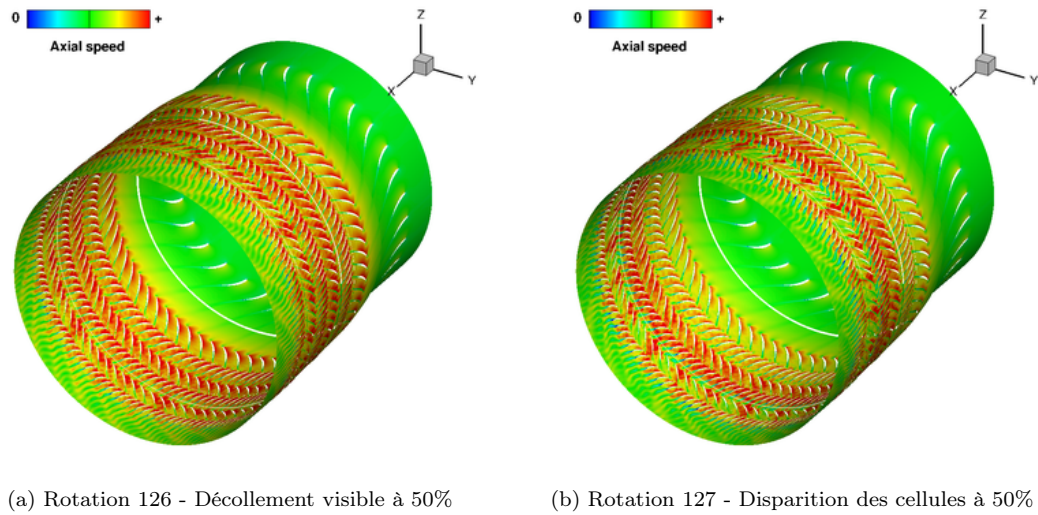 0 +
Axial speed
Z
Y
X
0 +
Axial speed
Z
Y
X
(a) Rotation 126 - Décollement visible à 50%
(b) Rotation 127 - Disparition des cellules à 50%